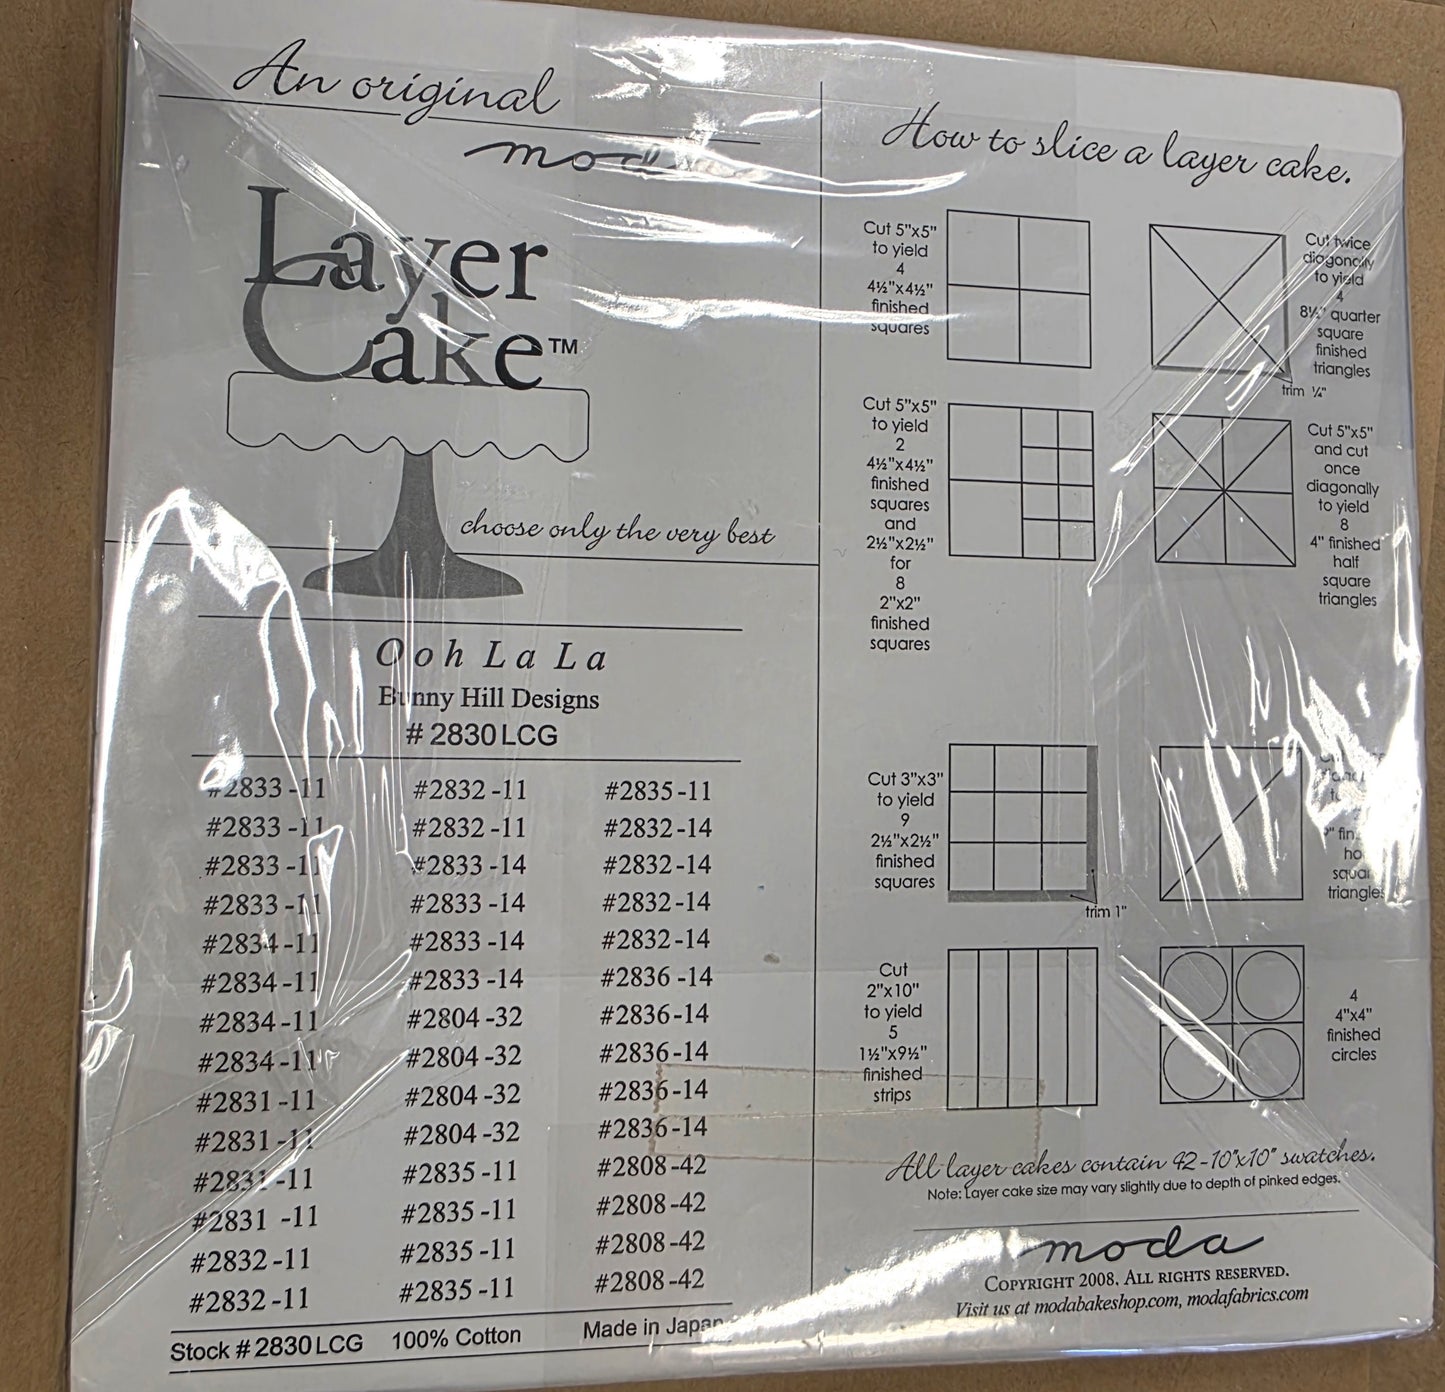 An original
moda
Layer
Cake™
choose only the very best
Ooh La La
Bunny Hill Designs
# 2830 LCG
#2833 -11 #2832 -11 #2835 -11
#2833 -11 #2832 -11 #2832 -14
#2833 -11 #2833 -14 #2832 -14
#2833 -11 #2833 -14 #2832 -14
#2834 -11 #2833 -14 #2832 -14
#2834 -11 #2833 -14 #2836 -14
#2834 -11 #2804 -32 #2836 -14
#2834 -11 #2804 -32 #2836 -14
#2831 -11 #2804 -32 #2836 -14
#2831 -11 #2804 -32 #2836 -14
#2831 -11 #2835 -11 #2808 -42
#2831 -11 #2835 -11 #2808 -42
#2832 -11 #2835 -11 #2808 -42
#2832 -11 #2835 -11 #2808 -42
Stock # 2830 LCG 100% Cotton Made in Japan
How to slice a layer cake.
Cut 5"x5"
to yield
4
4½"x4½"
finished
squares
Cut twice
diagonally
to yield
4
8½" quarter
square
finished
triangles
trim ¼"
Cut 5"x5"
to yield
2
4½"x4½"
finished
squares
and
2½"x2½"
for
8
2"x2"
finished
squares
Cut 5"x5"
and cut
once
diagonally
to yield
8
4" finished
half
square
triangles
Cut 3"x3"
to yield
9
2½"x2½"
finished
squares
trim 1"
square
triangles
Cut
2"x10"
to yield
5
1½"x9½"
finished
strips
4
4"x4"
finished
circles
All layer cakes contain 42-10"x10" swatches.
Note: Layer cake size may vary slightly due to depth of pinked edges.
moda
COPYRIGHT 2008. ALL RIGHTS RESERVED.
Visit us at modabakeshop.com, modafabrics.com